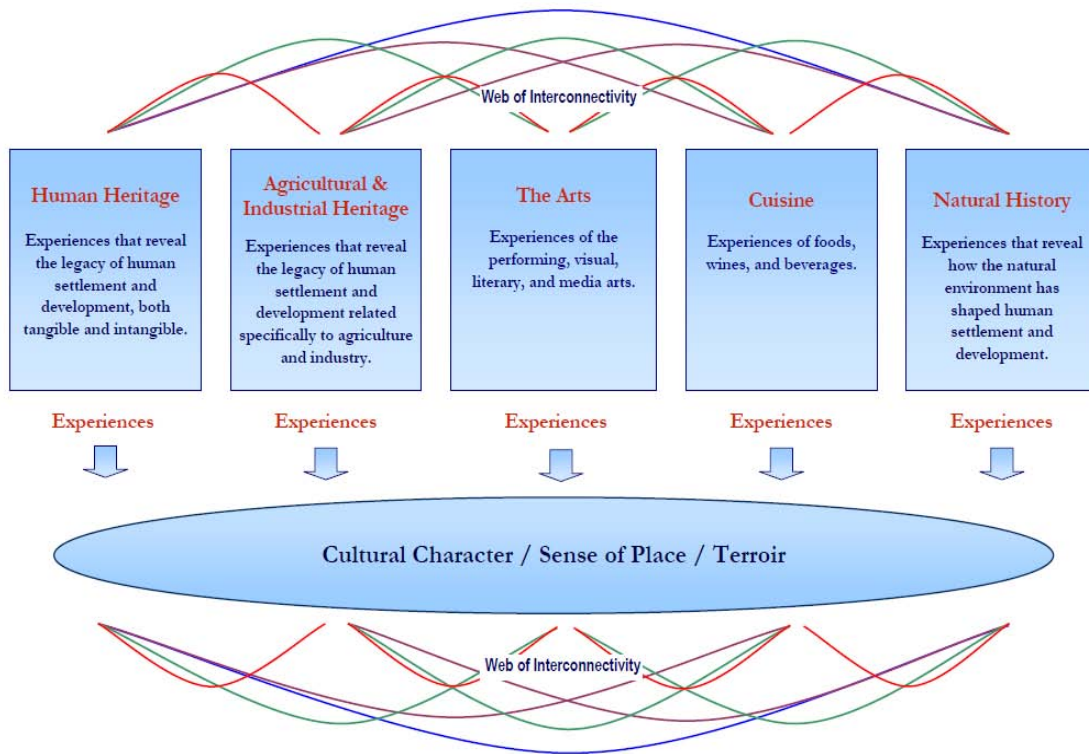 Web of Interconnectivity
Human Heritage
Experiences that reveal
the legacy of human
settlement and
development, both
tangible and intangible.
Agricultural &
Industrial Heritage
Experiences that reveal
the legacy of human
settlement and
development related
specifically to agriculture
and industry.
The Arts
Experiences of the
performing, visual,
literary, and media arts.
Cuisine
Experiences of foods,
wines, and beverages.
Natural History
Experiences that reveal
how the natural
environment has
shaped human
settlement and
development.
Experiences
Experiences
Experiences
Experiences
Experiences
Cultural Character / Sense of Place / Terroir
Web of Interconnectivity